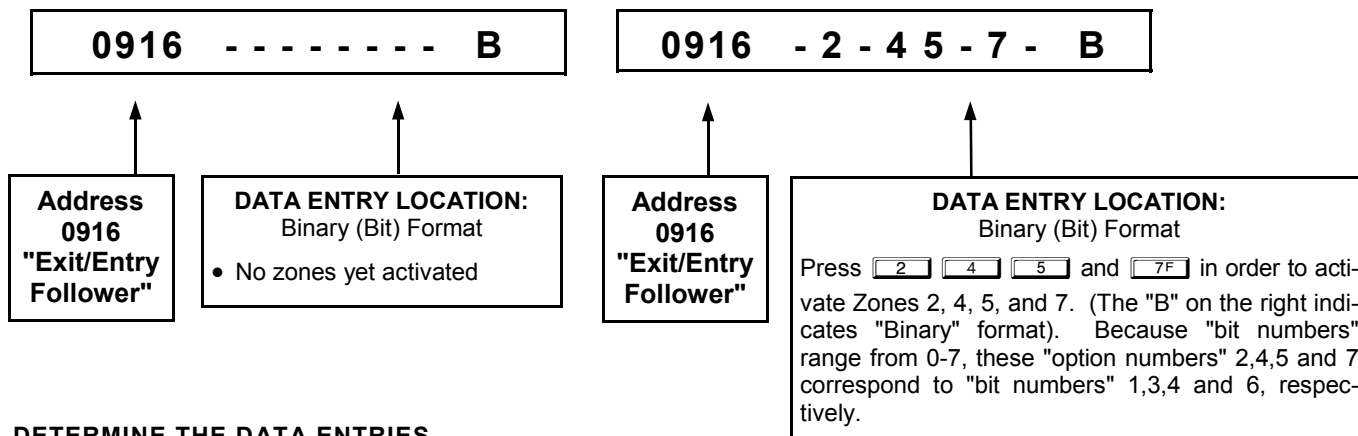 0916 - - - - - - - - B
0916 - 2 - 4 5 - 7 - B
Address
0916
"Exit/Entry
Follower"
DATA ENTRY LOCATION:
Binary (Bit) Format
• No zones yet activated
Address
0916
"Exit/Entry
Follower"
DATA ENTRY LOCATION:
Binary (Bit) Format
Press 2 4 5 and 7F in order to acti-
vate Zones 2, 4, 5, and 7. (The "B" on the right indi-
cates "Binary" format). Because "bit numbers"
range from 0-7, these "option numbers" 2,4,5 and 7
correspond to "bit numbers" 1,3,4 and 6, respec-
tively.
DETERMINE THE DATA ENTRIES